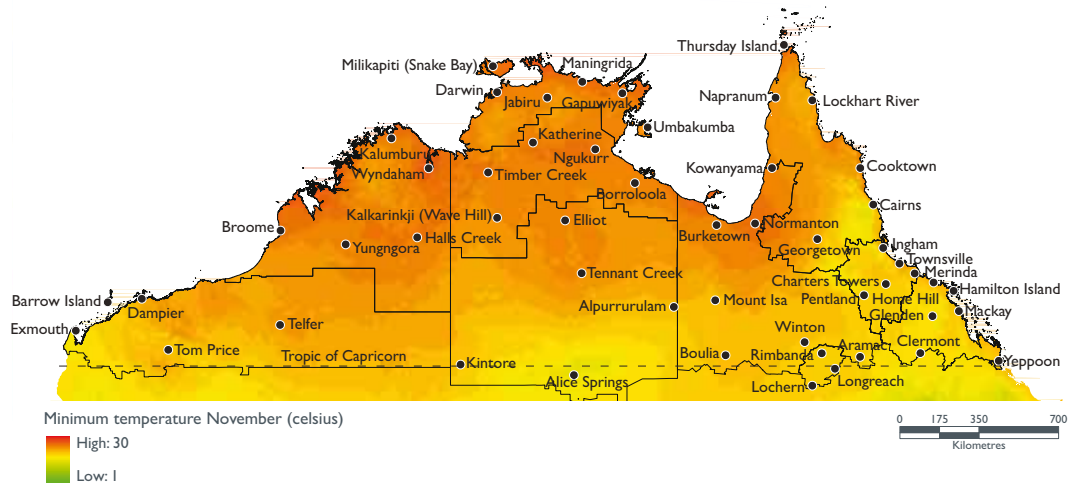 Thursday Island
Milikapiti (Snake Bay)
Maningrida
Darwin
Jabiru
Gapuwiyak
Napranum
Lockhart River
Umbakumba
Katherine
Kalumburu
Ngukurr
Wyndaham
Timber Creek
Kowanyama
Cooktown
Borroloola
Kalkarinkji (Wave Hill)
Elliot
Cairns
Broome
Halls Creek
Yungngora
Burketown
Normanton
Georgetown
Ingham
Townsville
Tennant Creek
Merinda
Charters Towers
Hamilton Island
Barrow Island
Dampier
Alpurrurulam
Mount Isa
Pentland
Home Hill
Mackay
Glenden
Exmouth
Telfer
Winton
Clermont
Tom Price
Tropic of Capricorn
Boulia
Rimbanda
Aramac
Kintore
Yeppoon
Alice Springs
Lochern
Longreach
Minimum temperature November (celsius)
High: 30
Low: 1
0 175 350 700
Kilometres